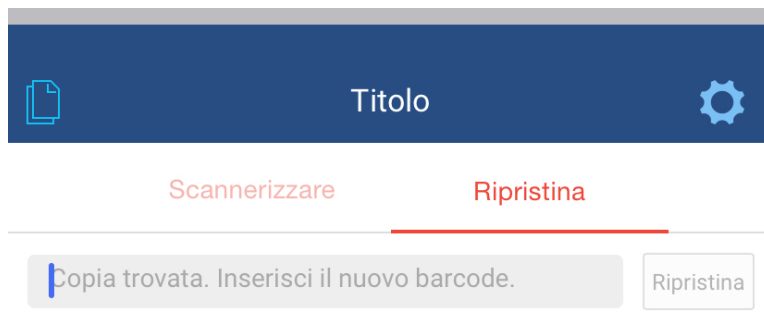 Titolo
Scannerizzare Ripristina
Copia trovata. Inserisci il nuovo barcode. Ripristina